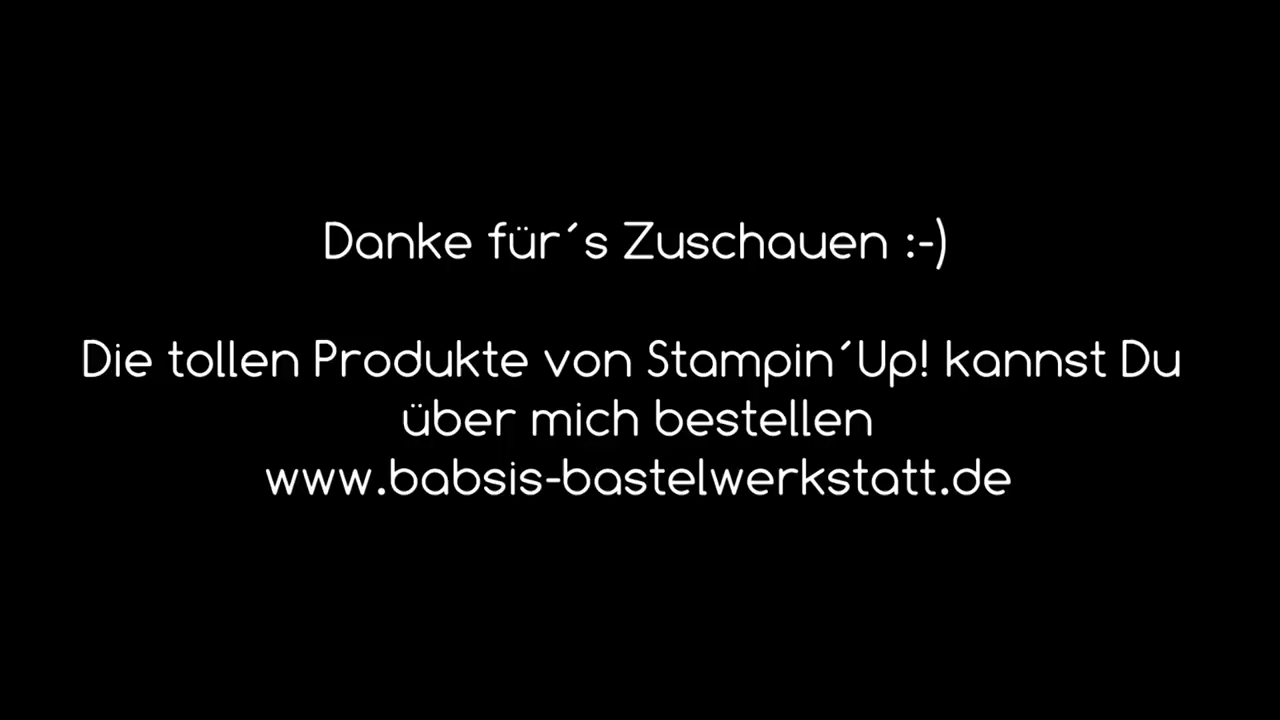 Danke für´s Zuschauen :-)
Die tollen Produkte von Stampin´Up! kannst Du
über mich bestellen
www.babsis-bastelwerkstatt.de